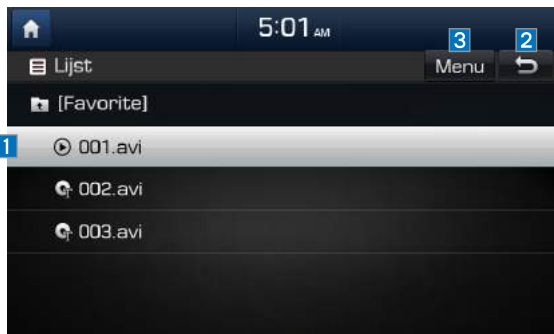 5:01 AM
3 2
Lijst Menu
[Favorite]
1 001.avi
002.avi
003.avi